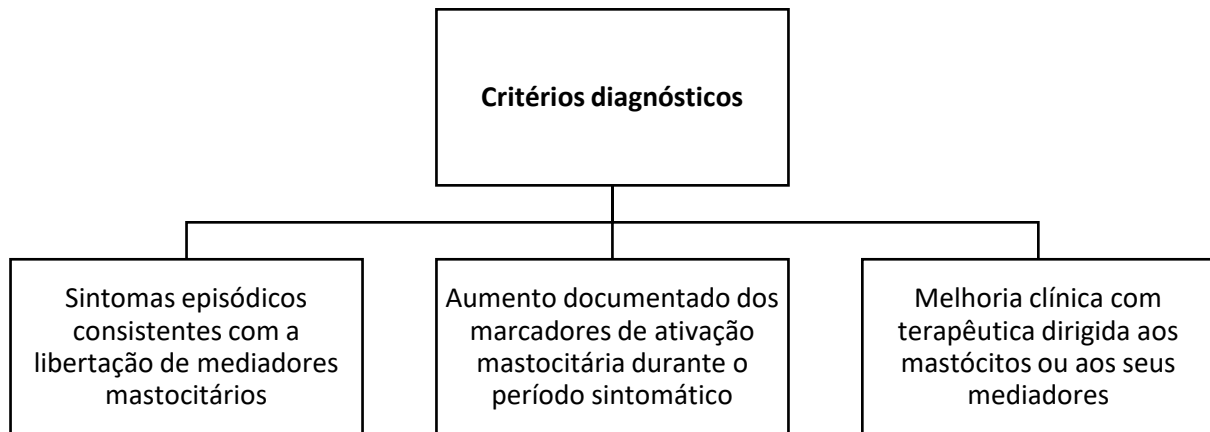 Critérios diagnósticos
Sintomas episódicos
consistentes com a
libertação de mediadores
mastocitários
Aumento documentado dos
marcadores de ativação
mastocitária durante o
período sintomático
Melhoria clínica com
terapêutica dirigida aos
mastócitos ou aos seus
mediadores